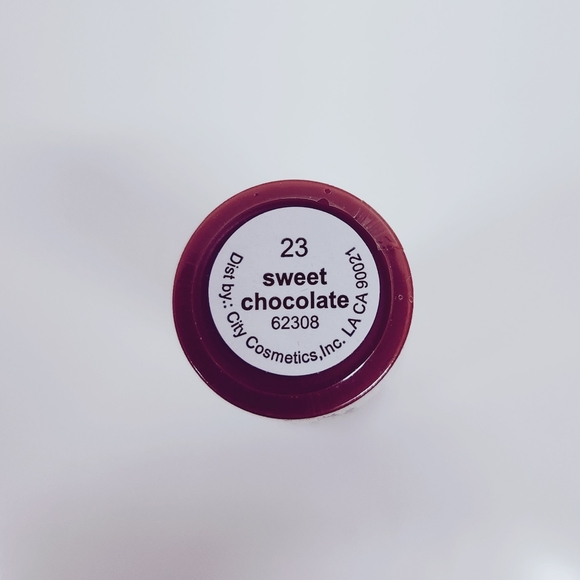 23
sweet
chocolate
62308
Dist by.: City Cosmetics,Inc. LA CA 90021